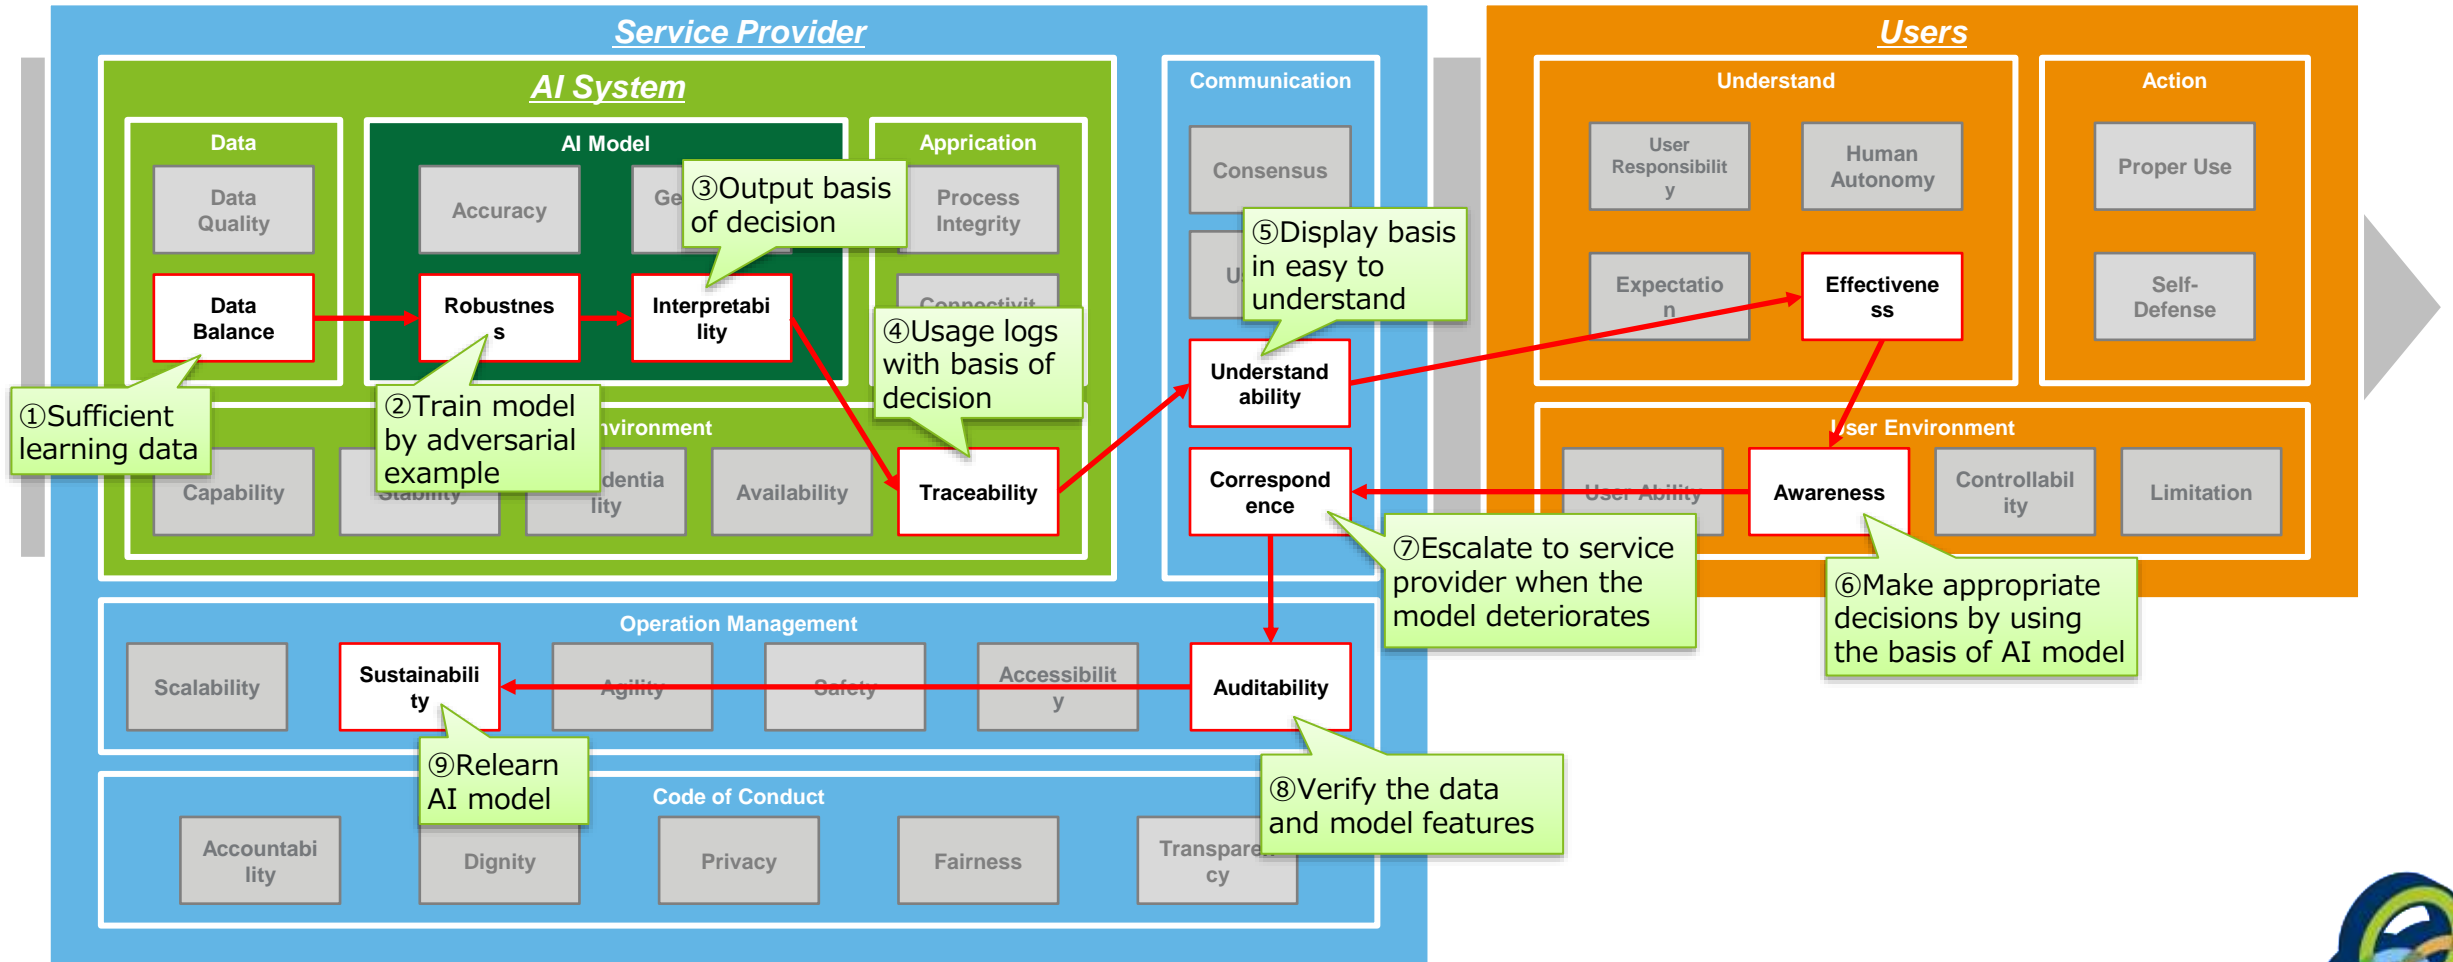 Service Provider
AI System
Data
Data
Quality
Data
Balance
①Sufficient
learning data
AI Model
Accuracy
Ge
③Output basis
of decision
Robustnes
s
Interpretabi
lity
②Train model
by adversarial
example
Apprication
Process
Integrity
Connectivit
④Usage logs
with basis of
decision
nvironment
Capability
Stability
dentia
lity
Availability
Traceability
Communication
Consensus
⑤Display basis
in easy to
understand
U
Understand
ability
Correspond
ence
⑦Escalate to service
provider when the
model deteriorates
Users
Understand
User
Responsibilit
y
Human
Autonomy
Expectatio
n
Effectivene
ss
Action
Proper Use
Self-
Defense
User Environment
User Ability
Awareness
Controllabil
ity
Limitation
⑥Make appropriate
decisions by using
the basis of AI model
Operation Management
Scalability
Sustainabili
ty
Agility
Safety
Accessibilit
y
Auditability
⑨Relearn
AI model
⑧Verify the data
and model features
Code of Conduct
Accountabi
lity
Dignity
Privacy
Fairness
Transparen
cy